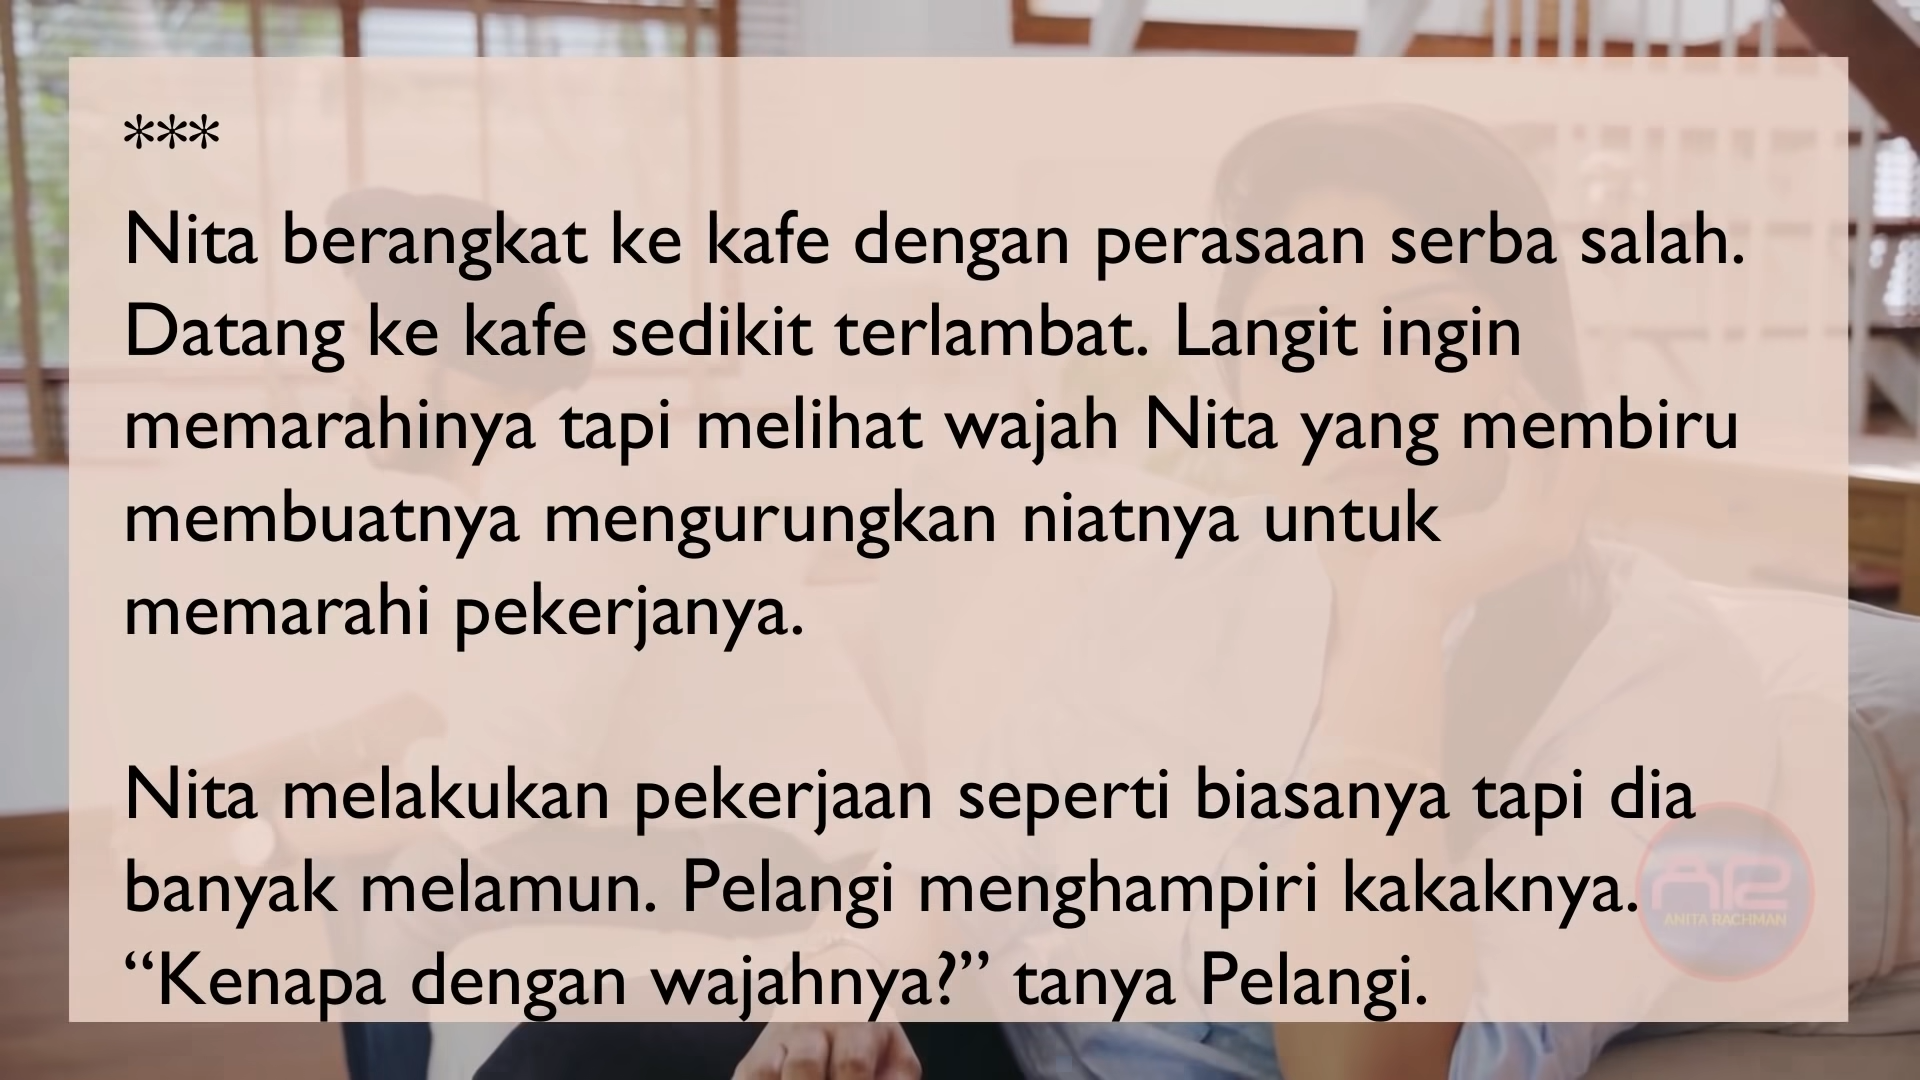 ***
Nita berangkat ke kafe dengan perasaan serba salah.
Datang ke kafe sedikit terlambat. Langit ingin
memarahinya tapi melihat wajah Nita yang membiru
membuatnya mengurungkan niatnya untuk
memarahi pekerjanya.
Nita melakukan pekerjaan seperti biasanya tapi dia
banyak melamun. Pelangi menghampiri kakaknya.
“Kenapa dengan wajahnya?” tanya Pelangi.
AR
ANITA RACHMAN